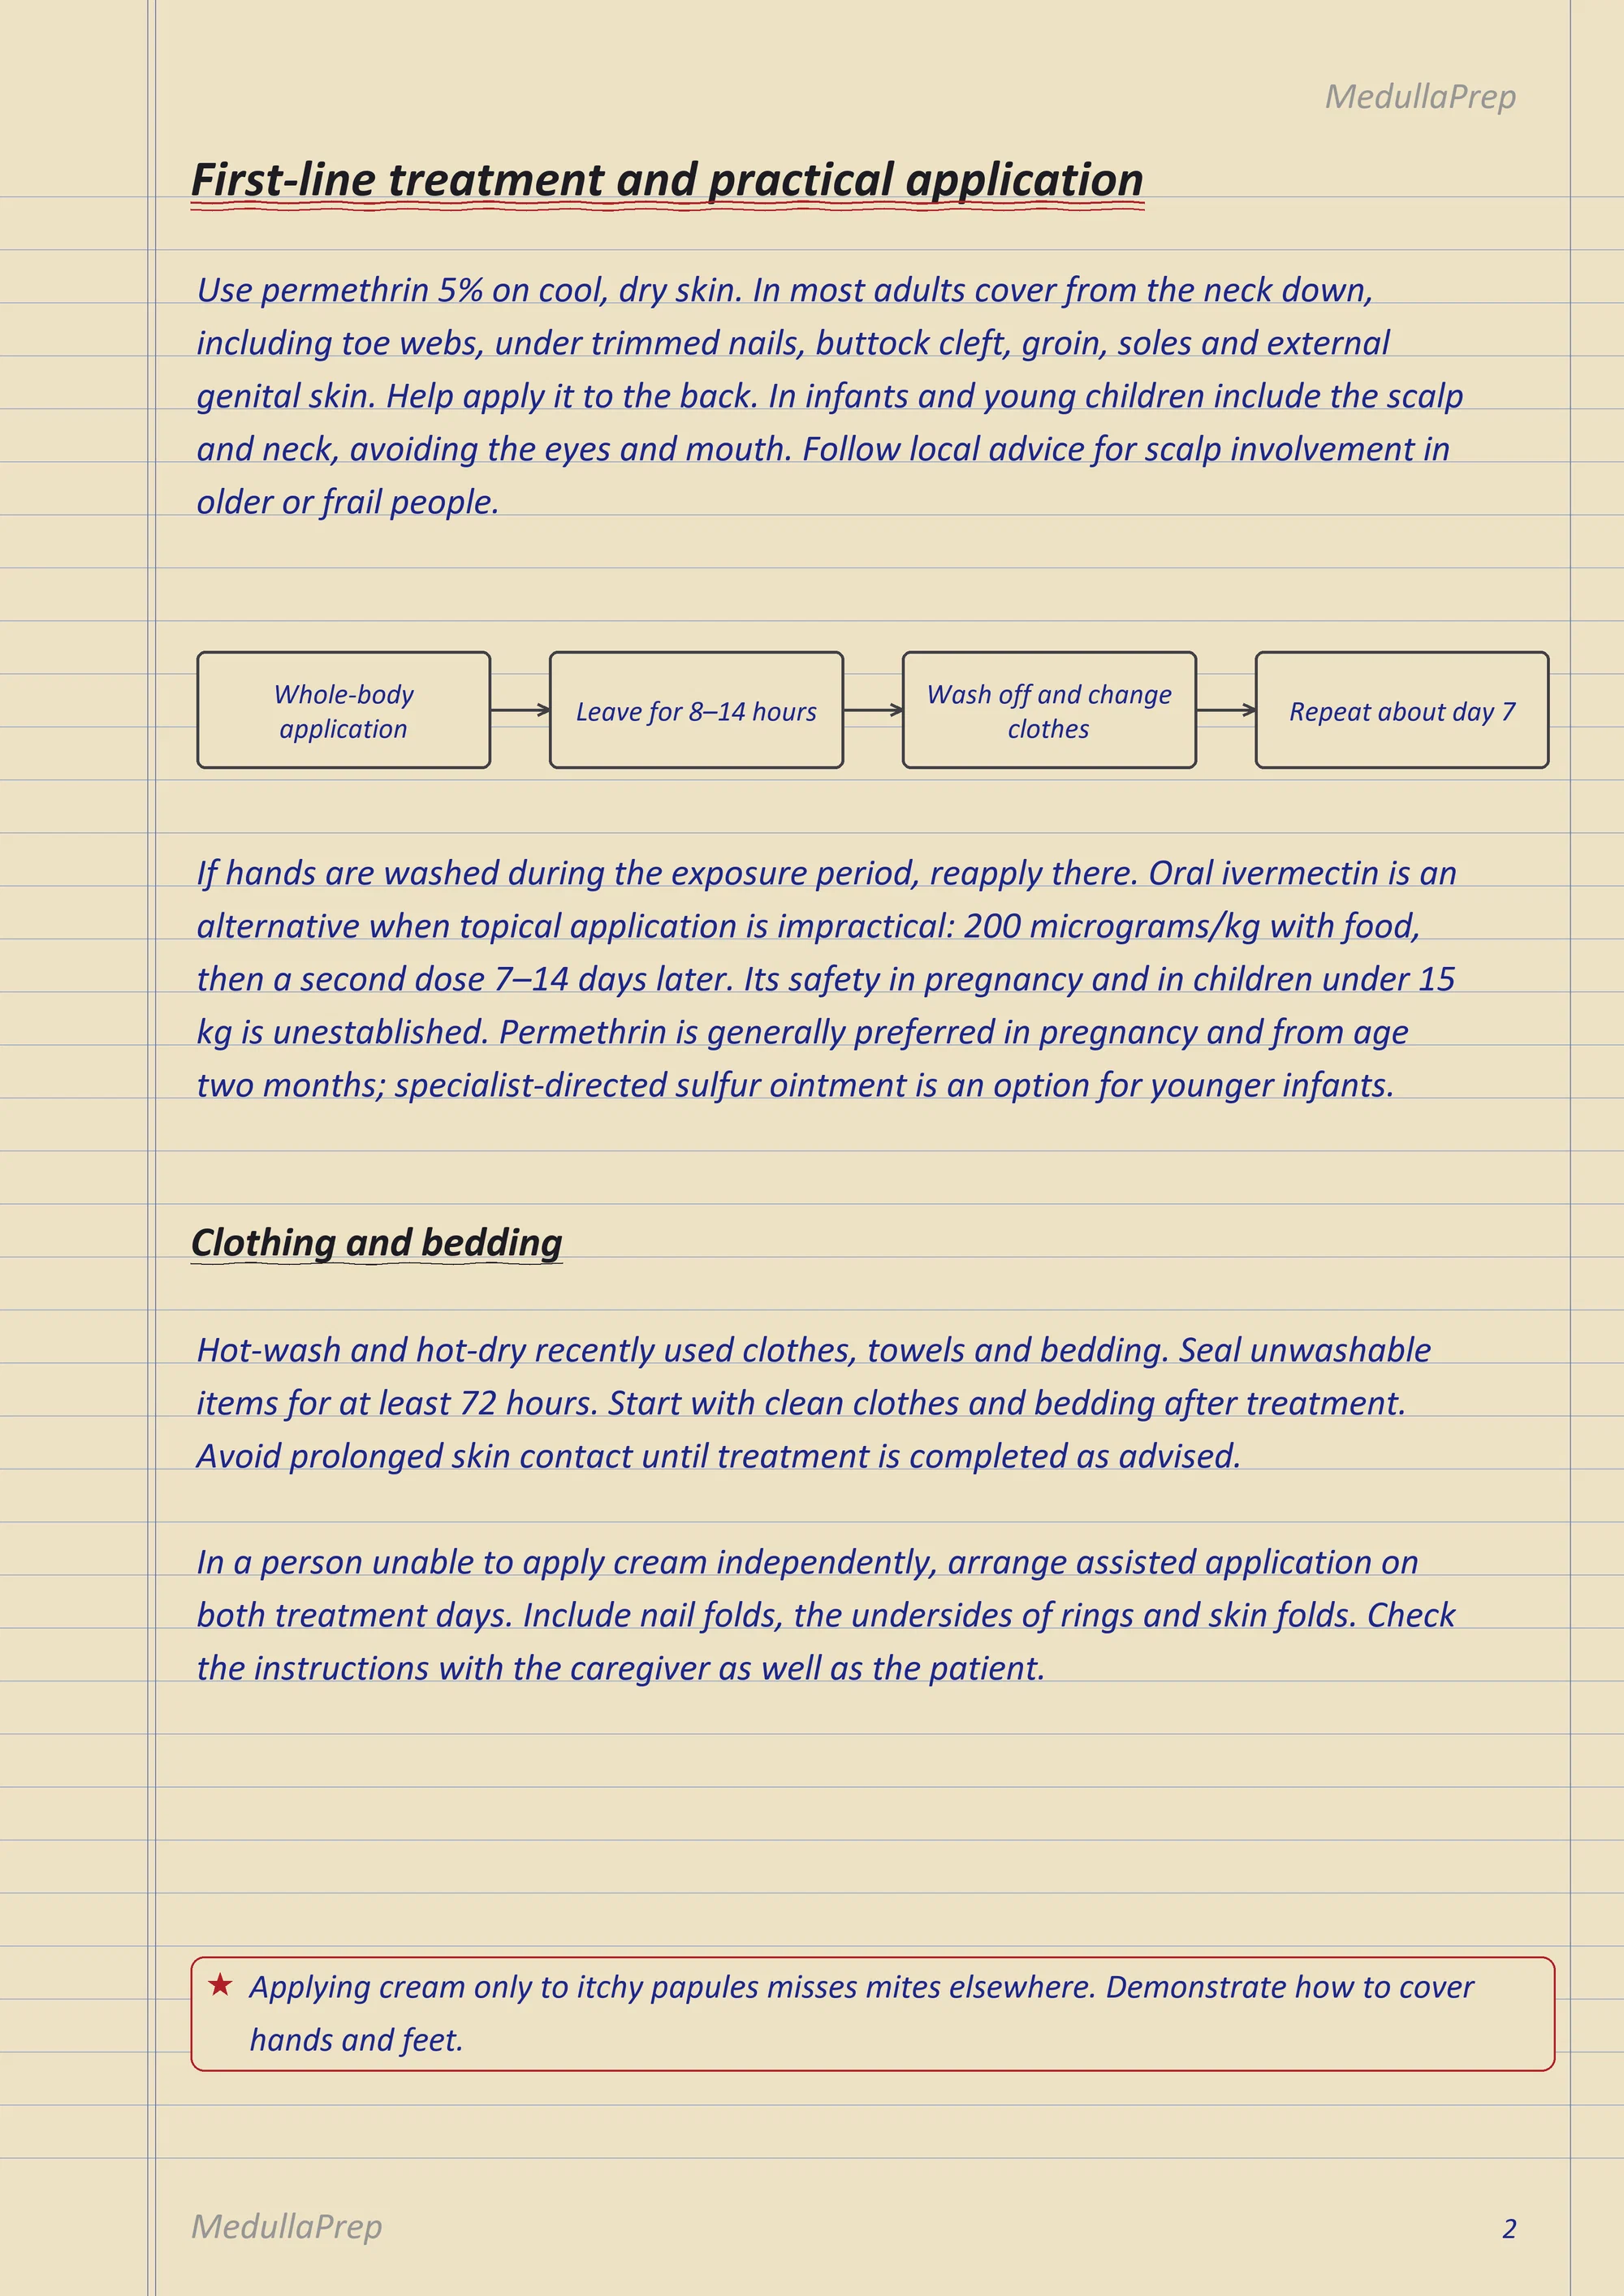 MedullaPrep
First-line treatment and practical application
Use permethrin 5% on cool, dry skin. In most adults cover from the neck down,
including toe webs, under trimmed nails, buttock cleft, groin, soles and external
genital skin. Help apply it to the back. In infants and young children include the scalp
and neck, avoiding the eyes and mouth. Follow local advice for scalp involvement in
older or frail people.
Whole-body
application
Leave for 8–14 hours
Wash off and change
clothes
Repeat about day 7
If hands are washed during the exposure period, reapply there. Oral ivermectin is an
alternative when topical application is impractical: 200 micrograms/kg with food,
then a second dose 7–14 days later. Its safety in pregnancy and in children under 15
kg is unestablished. Permethrin is generally preferred in pregnancy and from age
two months; specialist-directed sulfur ointment is an option for younger infants.
Clothing and bedding
Hot-wash and hot-dry recently used clothes, towels and bedding. Seal unwashable
items for at least 72 hours. Start with clean clothes and bedding after treatment.
Avoid prolonged skin contact until treatment is completed as advised.
In a person unable to apply cream independently, arrange assisted application on
both treatment days. Include nail folds, the undersides of rings and skin folds. Check
the instructions with the caregiver as well as the patient.
★ Applying cream only to itchy papules misses mites elsewhere. Demonstrate how to cover
hands and feet.
MedullaPrep
2